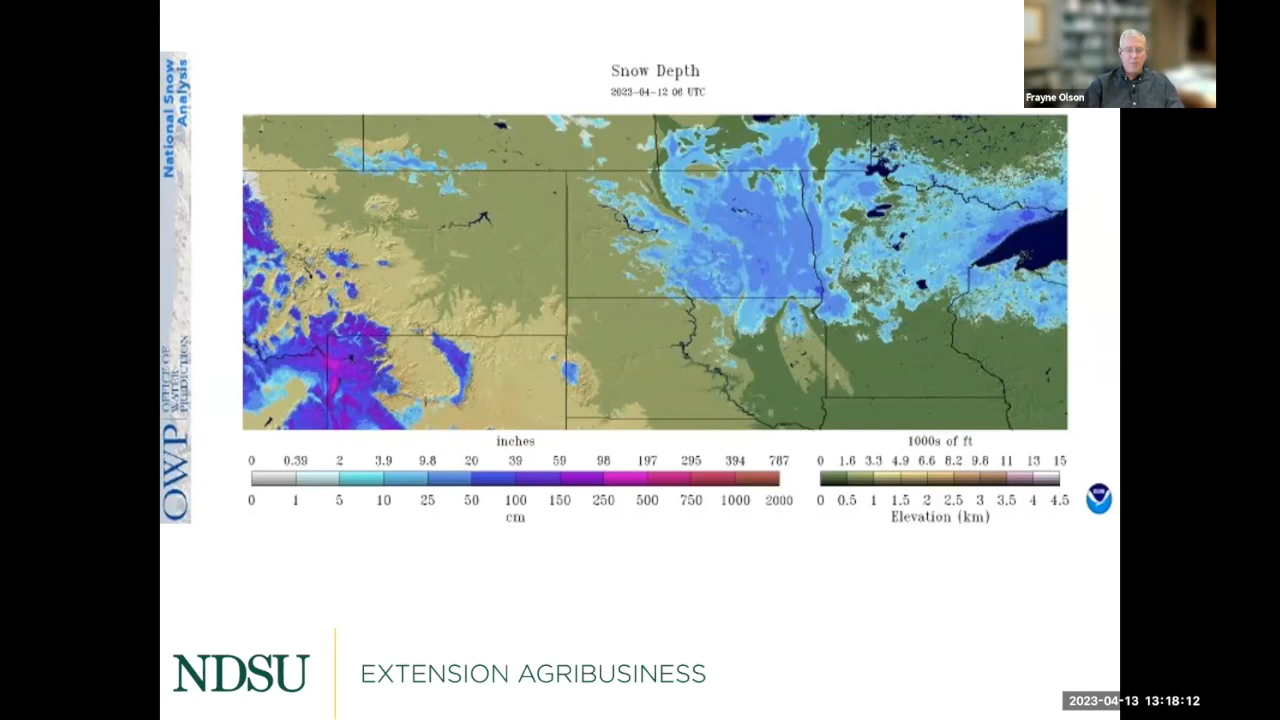 National Snow
Analysis
OFFICE OF
WATER
PREDICTION
OWP
Snow Depth
2023-04-12 06 UTC
Frayne Olson
inches
0 0.39 2 3.9 9.8 20 39 59 98 197 295 394 787
0 1 5 10 25 50 100 150 250 500 750 1000 2000
cm
1000s of ft
0 1.6 3.3 4.9 6.6 8.2 9.8 11 13 15
0 0.5 1 1.5 2 2.5 3 3.5 4 4.5
Elevation (km)
NDSU
EXTENSION AGRIBUSINESS
2023-04-13 13:18:12